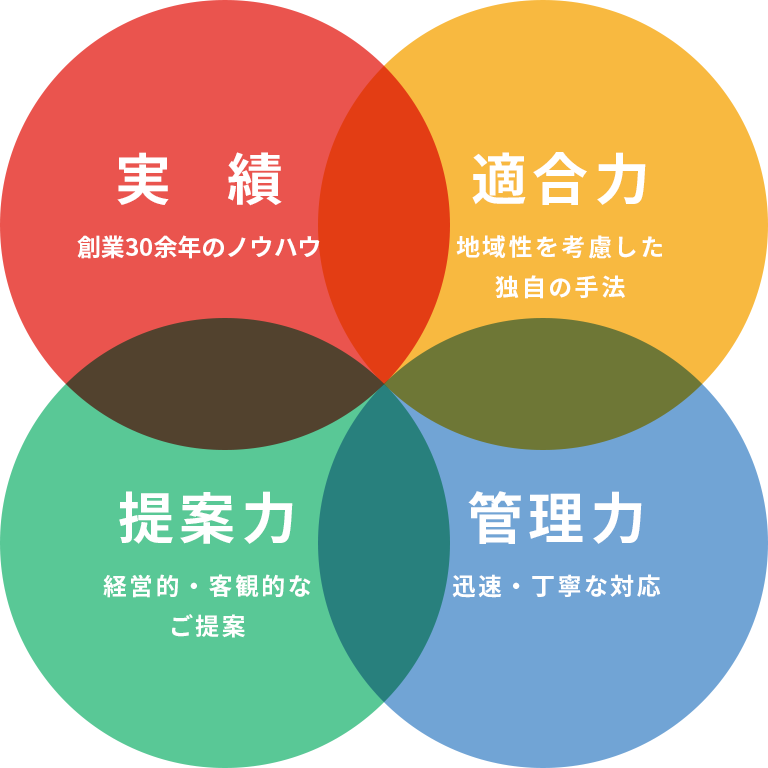 実　績
創業30余年のノウハウ
適合力
地域性を考慮した
独自の手法
提案力
経営的・客観的な
ご提案
管理力
迅速・丁寧な対応